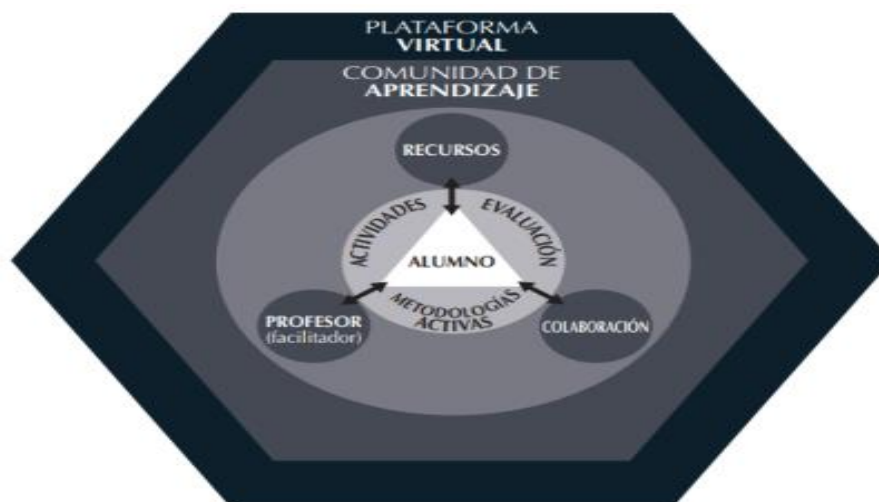 PLATAFORMA
VIRTUAL
COMUNIDAD DE
APRENDIZAJE
RECURSOS
ACTIVIDADES
EVALUACIÓN
ALUMNO
METODOLOGÍAS
ACTIVAS
PROFESOR
(facilitador)
COLABORACIÓN